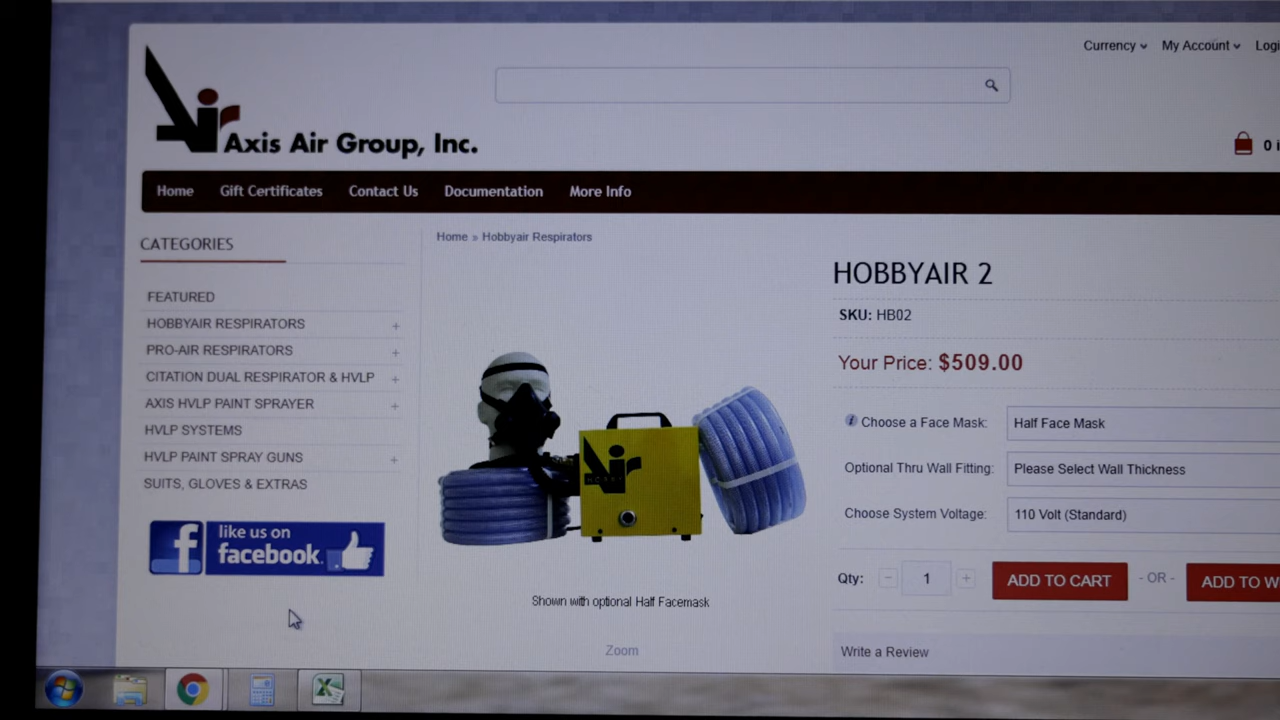 Currency My Account
Axis Air Group, Inc.
0
Home Gift Certificates Contact Us Documentation More Info
CATEGORIES
FEATURED
HOBBYAIR RESPIRATORS +
PRO-AIR RESPIRATORS +
CITATION DUAL RESPIRATOR & HVLP +
AXIS HVLP PAINT SPRAYER +
HVLP SYSTEMS
HVLP PAINT SPRAY GUNS +
SUITS, GLOVES & EXTRAS
like us on
facebook.
Home » Hobbyair Respirators
Air
Shown with optional Half Facemask
Zoom
HOBBYAIR 2
SKU: HB02
Your Price: $509.00
Choose a Face Mask: Half Face Mask
Optional Thru Wall Fitting: Please Select Wall Thickness
Choose System Voltage: 110 Volt (Standard)
Qty: − 1 + ADD TO CART - OR - ADD TO W
Write a Review